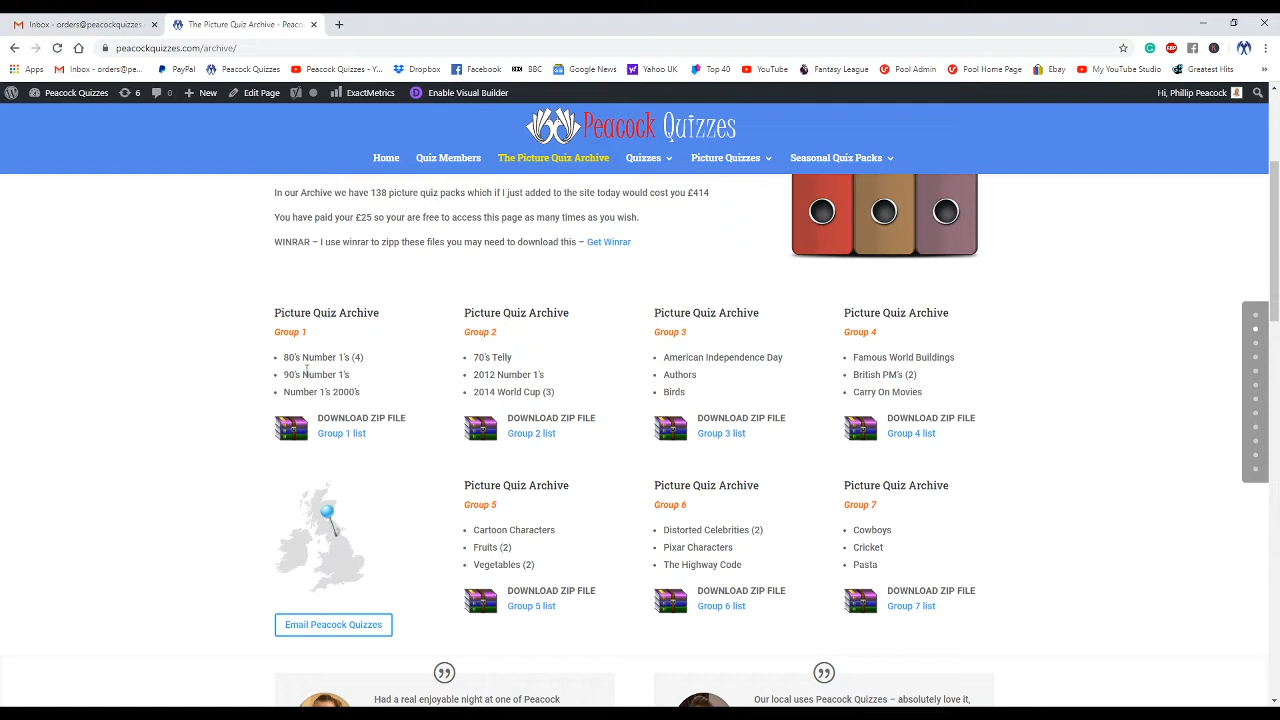 Inbox - orders@peacockquizzes
The Picture Quiz Archive - Peaco
peacockquizzes.com/archive/
ABP
Apps
Inbox - orders@pe...
PayPal
Peacock Quizzes
Peacock Quizzes - Y...
Dropbox
Facebook
BBC
Google News
Yahoo UK
Top 40
YouTube
Fantasy League
Pool Admin
Pool Home Page
Ebay
My YouTube Studio
Greatest Hits
»
Peacock Quizzes
6
0
New
Edit Page
ExactMetrics
D
Enable Visual Builder
Hi, Phillip Peacock
Peacock Quizzes
Home
Quiz Members
The Picture Quiz Archive
Quizzes
Picture Quizzes
Seasonal Quiz Packs
In our Archive we have 138 picture quiz packs which if I just added to the site today would cost you £414
You have paid your £25 so your are free to access this page as many times as you wish.
WINRAR – I use winrar to zipp these files you may need to download this – Get Winrar
Picture Quiz Archive
Group 1
80's Number 1's (4)
90's Number 1's
Number 1's 2000's
DOWNLOAD ZIP FILE
Group 1 list
Picture Quiz Archive
Group 2
70's Telly
2012 Number 1's
2014 World Cup (3)
DOWNLOAD ZIP FILE
Group 2 list
Picture Quiz Archive
Group 3
American Independence Day
Authors
Birds
DOWNLOAD ZIP FILE
Group 3 list
Picture Quiz Archive
Group 4
Famous World Buildings
British PM's (2)
Carry On Movies
DOWNLOAD ZIP FILE
Group 4 list
Email Peacock Quizzes
Picture Quiz Archive
Group 5
Cartoon Characters
Fruits (2)
Vegetables (2)
DOWNLOAD ZIP FILE
Group 5 list
Picture Quiz Archive
Group 6
Distorted Celebrities (2)
Pixar Characters
The Highway Code
DOWNLOAD ZIP FILE
Group 6 list
Picture Quiz Archive
Group 7
Cowboys
Cricket
Pasta
DOWNLOAD ZIP FILE
Group 7 list
Had a real enjoyable night at one of Peacock
Our local uses Peacock Quizzes – absolutely love it,